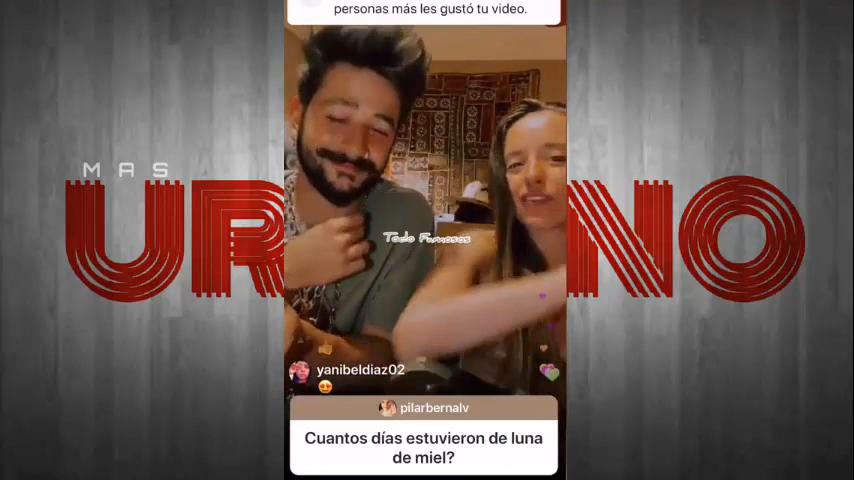 personas más les gustó tu video.
MAS
UR NO
Todo Famosos
yanibeldiaz02
pilarbernalv
Cuantos días estuvieron de luna
de miel?